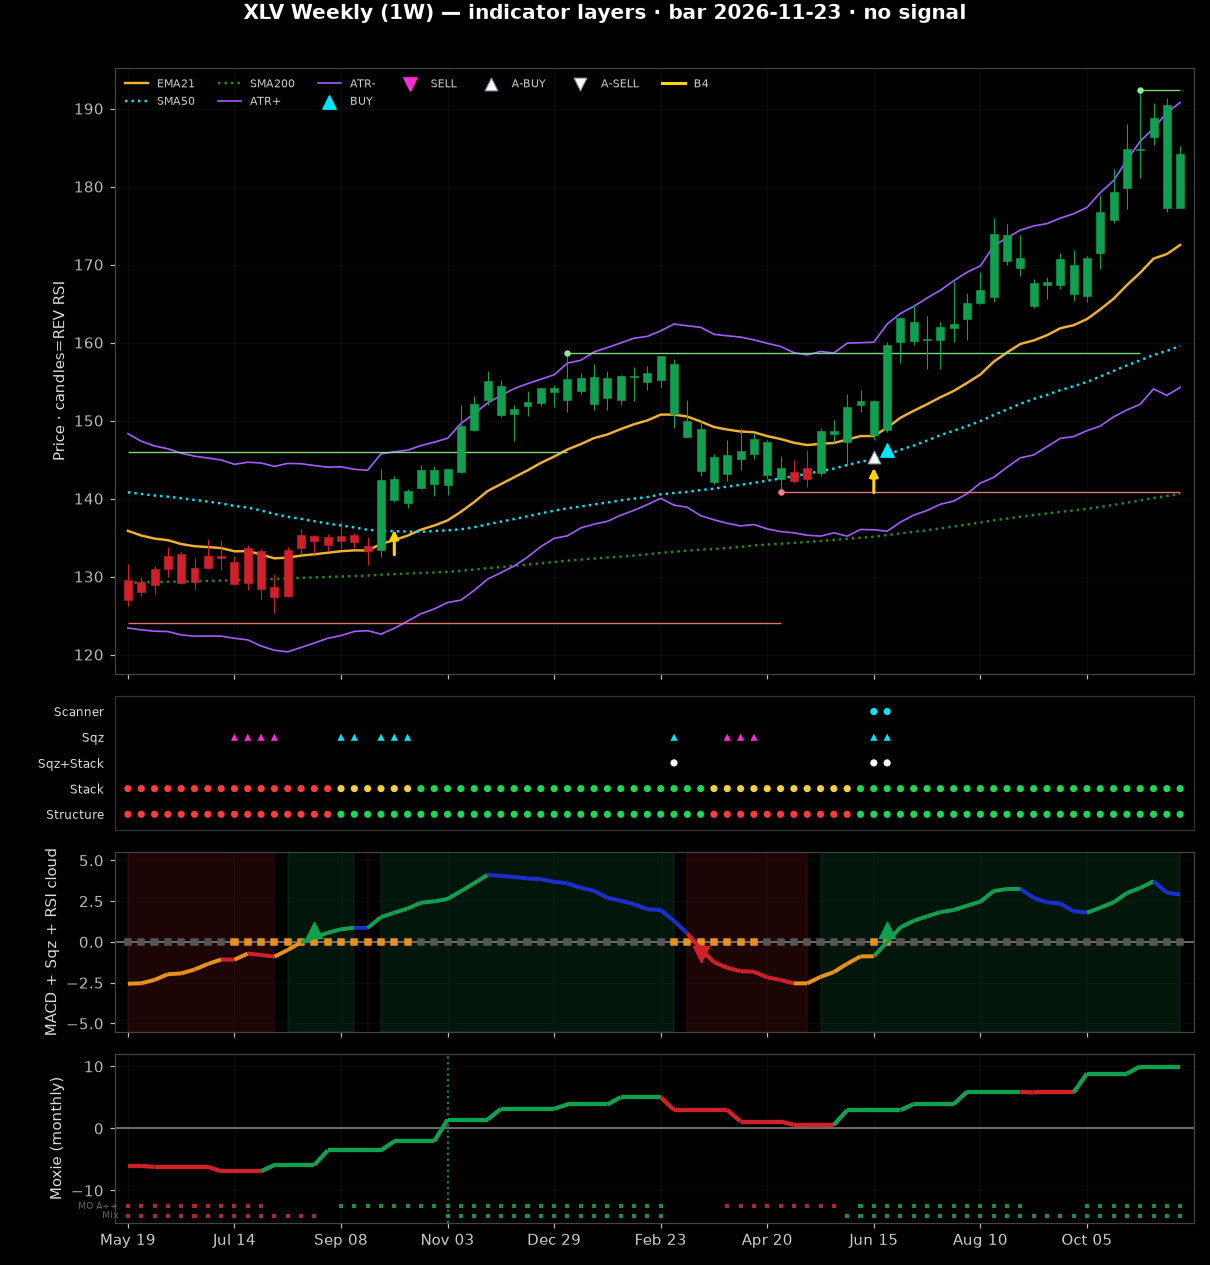 XLV Weekly (1W) — indicator layers · bar 2026-11-23 · no signal
EMA21 SMA200 ATR- SELL A-BUY A-SELL B4
SMA50 ATR+ BUY
Price · candles=REV RSI
190
180
170
160
150
140
130
120
Scanner
Sqz
Sqz+Stack
Stack
Structure
MACD + Sqz + RSI cloud
5.0
2.5
0.0
−2.5
−5.0
Moxie (monthly)
10
0
−10
MO A++
Mix
May 19 Jul 14 Sep 08 Nov 03 Dec 29 Feb 23 Apr 20 Jun 15 Aug 10 Oct 05